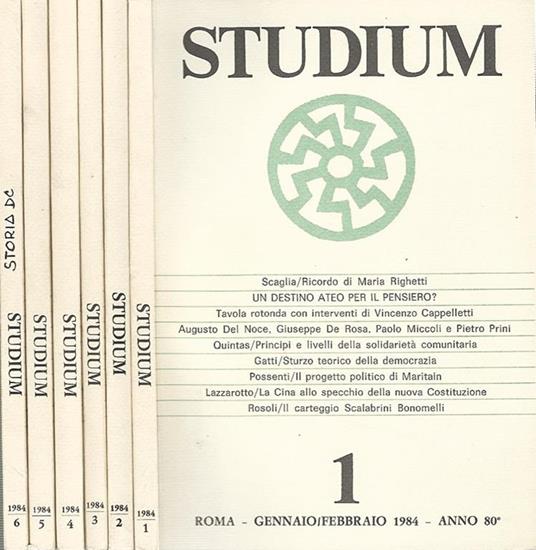 STUDIUM
Scaglia/Ricordo di Maria Righetti
UN DESTINO ATEO PER IL PENSIERO?
Tavola rotonda con interventi di Vincenzo Cappelletti
Augusto Del Noce, Giuseppe De Rosa, Paolo Miccoli e Pietro Prini
Quintas/Principi e livelli della solidarietà comunitaria
Gatti/Sturzo teorico della democrazia
Possenti/Il progetto politico di Maritain
Lazzarotto/La Cina allo specchio della nuova Costituzione
Rosoli/Il carteggio Scalabrini Bonomelli
1
ROMA - GENNAIO/FEBBRAIO 1984 - ANNO 80°
STORIA DC
STUDIUM
1984
6
STUDIUM
1984
5
STUDIUM
1984
4
STUDIUM
1984
3
STUDIUM
1984
2
STUDIUM
1984
1